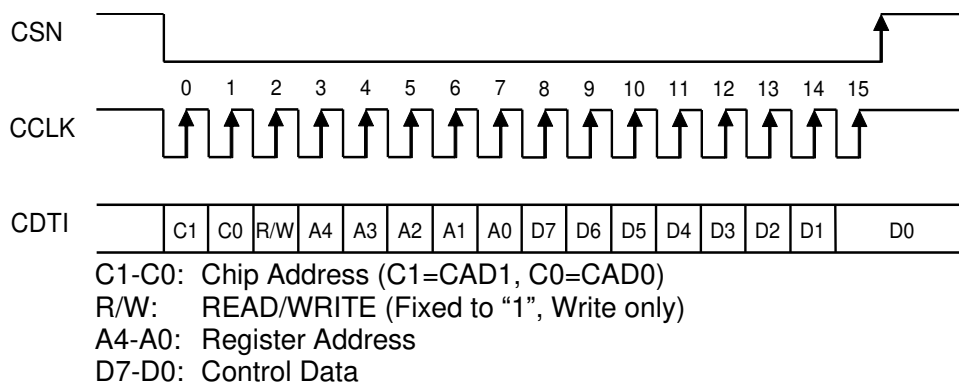 CSN
0 1 2 3 4 5 6 7 8 9 10 11 12 13 14 15
CCLK
CDTI C1 C0 R/W A4 A3 A2 A1 A0 D7 D6 D5 D4 D3 D2 D1 D0
C1-C0: Chip Address (C1=CAD1, C0=CAD0)
R/W: READ/WRITE (Fixed to “1”, Write only)
A4-A0: Register Address
D7-D0: Control Data